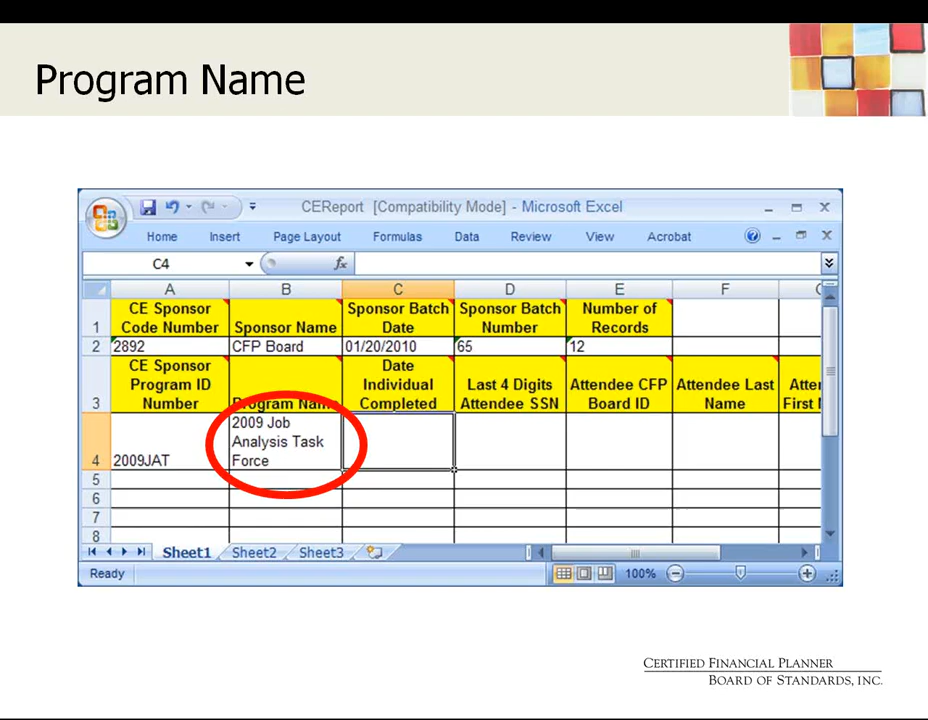 Program Name
CEReport [Compatibility Mode] - Microsoft Excel
Home Insert Page Layout Formulas Data Review View Acrobat
C4 fx
A B C D E F
1 CE Sponsor Code Number Sponsor Name Sponsor Batch Date Sponsor Batch Number Number of Records
2 2892 CFP Board 01/20/2010 65 12
3 CE Sponsor Program ID Number Program Name Date Individual Completed Last 4 Digits Attendee SSN Attendee CFP Board ID Attendee Last Name
4 2009JAT 2009 Job Analysis Task Force
5
6
7
8
Sheet1 Sheet2 Sheet3
Ready 100%
CERTIFIED FINANCIAL PLANNER
BOARD OF STANDARDS, INC.